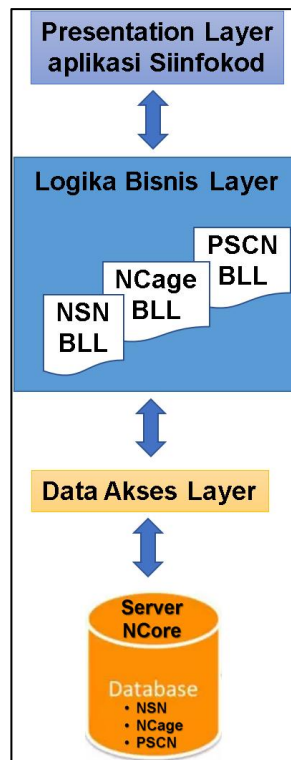 Presentation Layer
aplikasi Siinfokod
Logika Bisnis Layer
PSCN
BLL
NCage
BLL
NSN
BLL
Data Akses Layer
Server
NCore
Database
• NSN
• NCage
• PSCN